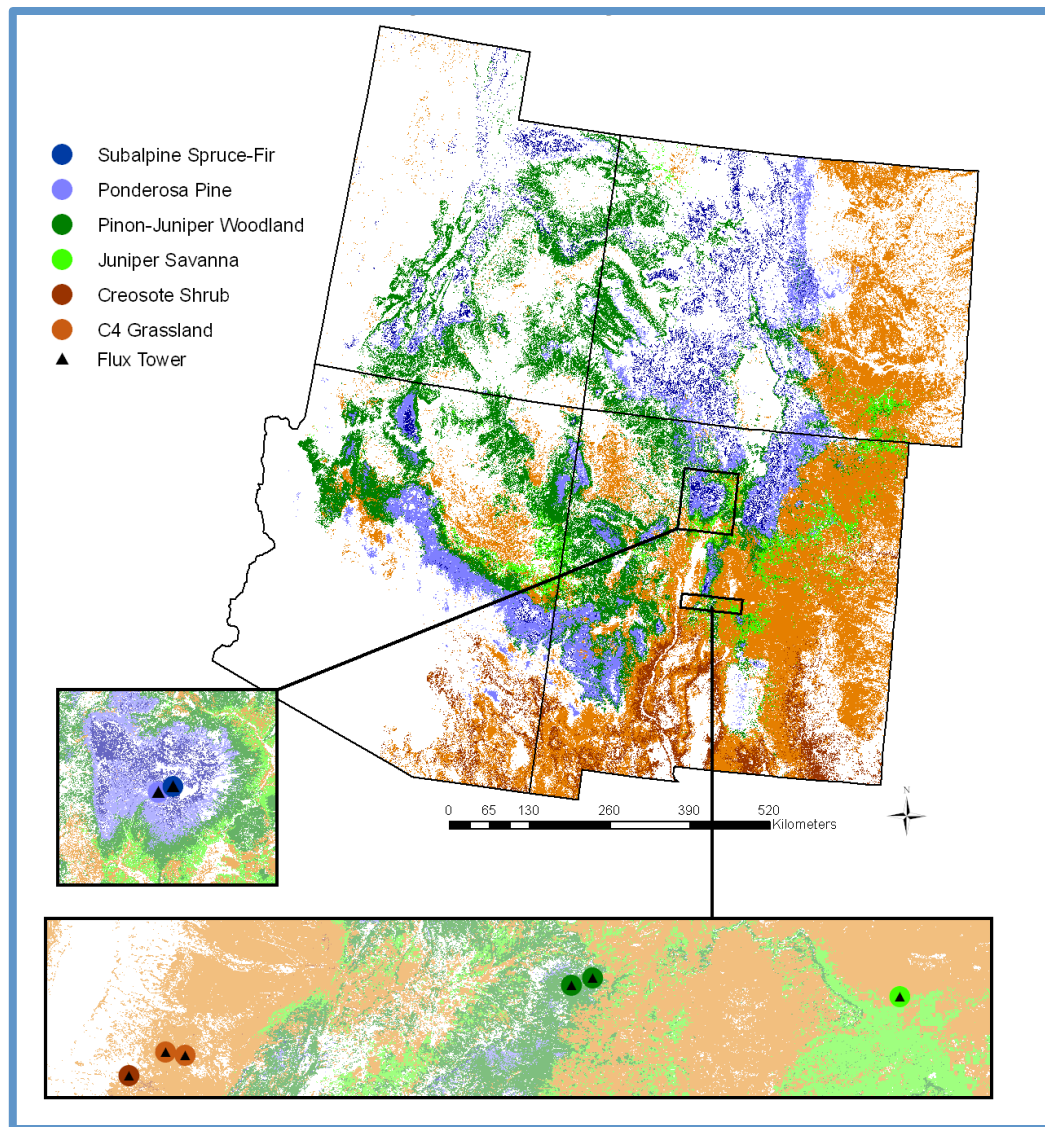 Subalpine Spruce-Fir
Ponderosa Pine
Pinon-Juniper Woodland
Juniper Savanna
Creosote Shrub
C4 Grassland
Flux Tower
N
0 65 130 260 390 520
Kilometers